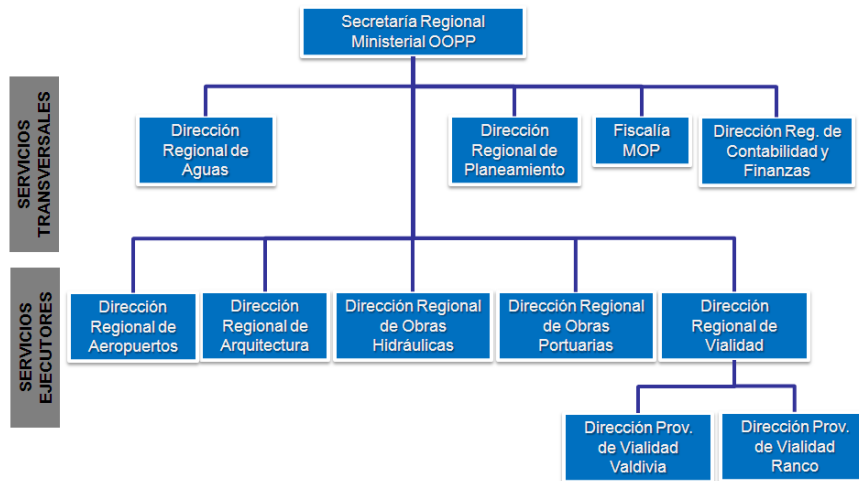 Secretaría Regional
Ministerial OOPP
SERVICIOS
TRANSVERSALES
Dirección
Regional de
Aguas
Dirección
Regional de
Planeamiento
Fiscalía
MOP
Dirección Reg. de
Contabilidad y
Finanzas
SERVICIOS
EJECUTORES
Dirección
Regional de
Aeropuertos
Dirección
Regional de
Arquitectura
Dirección Regional
de Obras
Hidráulicas
Dirección Regional
de Obras
Portuarias
Dirección
Regional de
Vialidad
Dirección Prov.
de Vialidad
Valdivia
Dirección Prov.
de Vialidad
Ranco